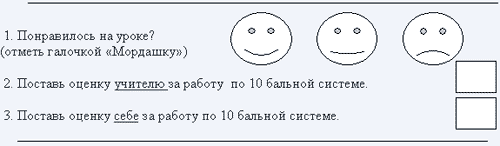 1. Понравилось на уроке?
(отметь галочкой «Мордашку»)
2. Поставь оценку учителю за работу по 10 бальной системе.
3. Поставь оценку себе за работу по 10 бальной системе.